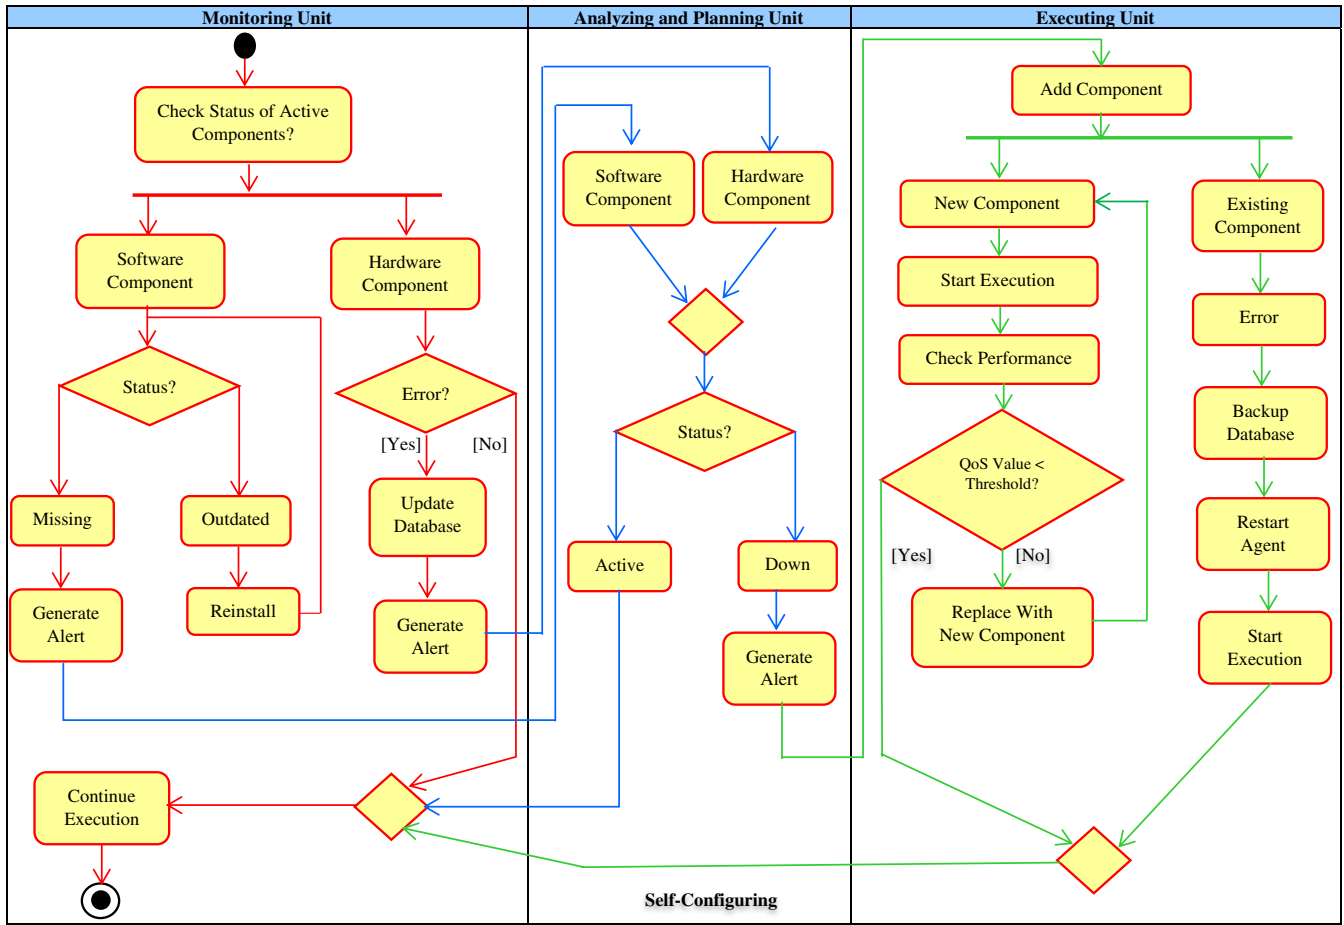 Monitoring Unit
Analyzing and Planning Unit
Executing Unit
Check Status of Active
Components?
Software
Component
Hardware
Component
Status?
Error?
[Yes]
[No]
Missing
Outdated
Update
Database
Generate
Alert
Reinstall
Generate
Alert
Continue
Execution
Software
Component
Hardware
Component
Status?
Active
Down
Generate
Alert
Self-Configuring
Add Component
New Component
Existing
Component
Start Execution
Error
Check Performance
Backup
Database
QoS Value <
Threshold?
[Yes]
[No]
Restart
Agent
Replace With
New Component
Start
Execution